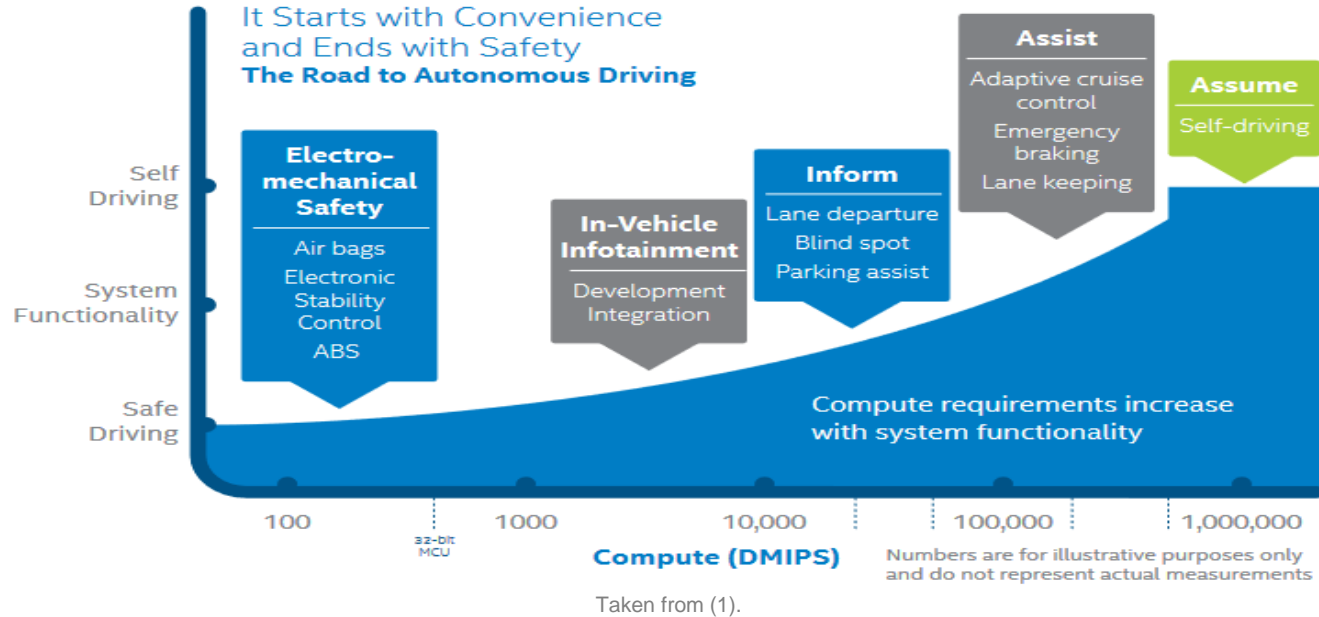 It Starts with Convenience
and Ends with Safety
The Road to Autonomous Driving
Self
Driving
System
Functionality
Safe
Driving
Electro-
mechanical
Safety
Air bags
Electronic
Stability
Control
ABS
In-Vehicle
Infotainment
Development
Integration
Inform
Lane departure
Blind spot
Parking assist
Assist
Adaptive cruise
control
Emergency
braking
Lane keeping
Assume
Self-driving
Compute requirements increase
with system functionality
100
32-bit
MCU
1000
10,000
100,000
1,000,000
Compute (DMIPS)
Numbers are for illustrative purposes only
and do not represent actual measurements
Taken from (1).